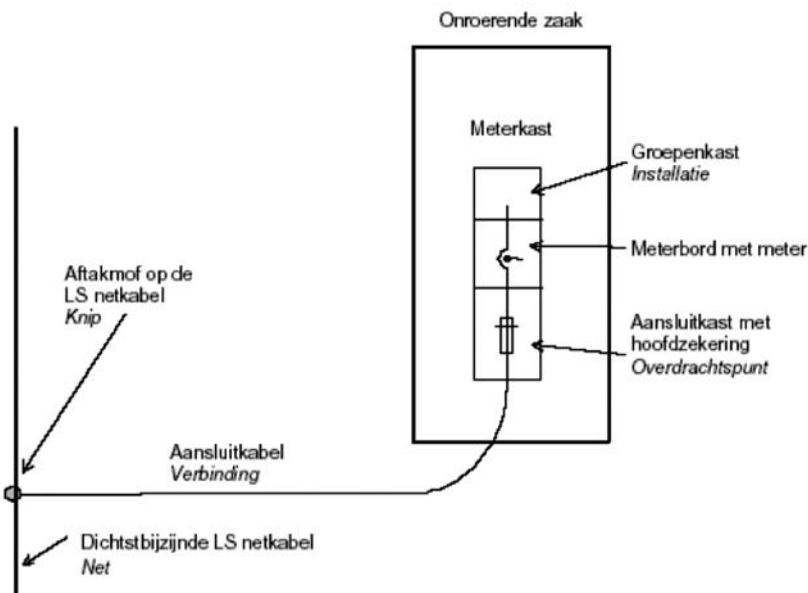 Onroerende zaak
Meterkast
Groepenkast
Installatie
Meterbord met meter
Aftakmof op de
LS netkabel
Knip
Aansluitkast met
hoofdzekering
Overdrachtspunt
Aansluitkabel
Verbinding
Dichtstbijzijnde LS netkabel
Net